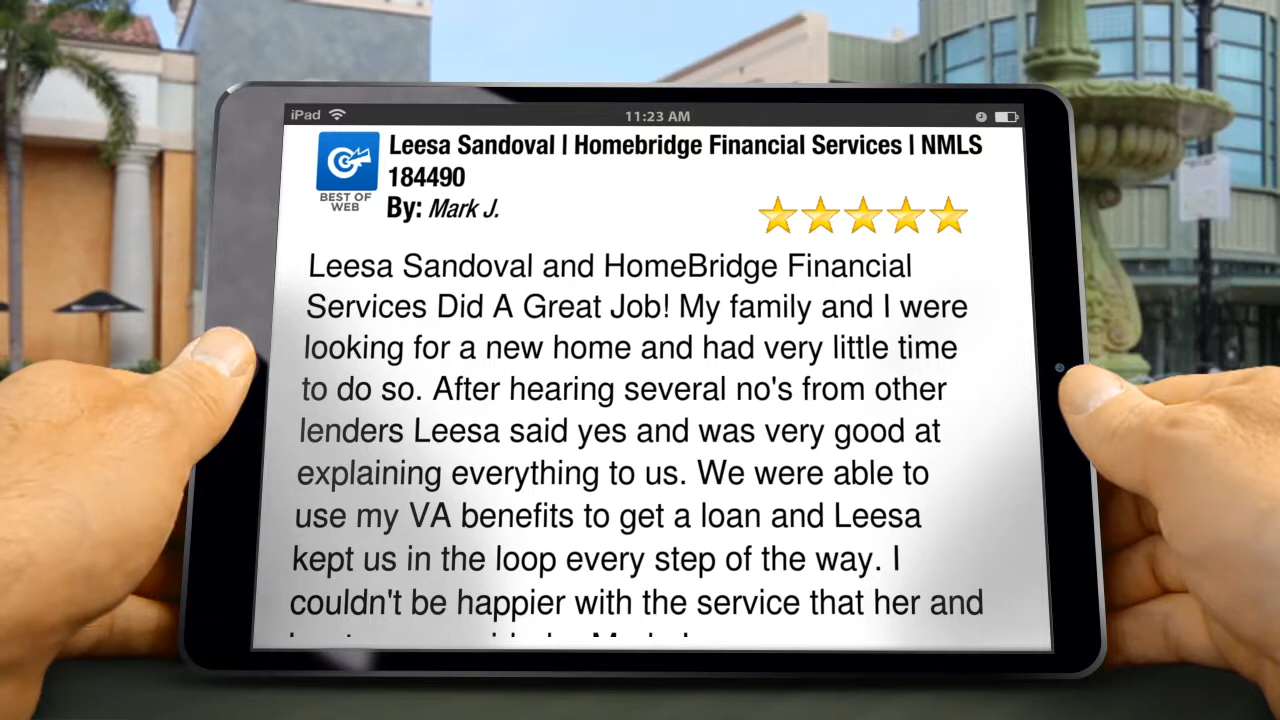 iPad 11:23 AM
Leesa Sandoval | Homebridge Financial Services | NMLS
184490
BEST OF
WEB
By: Mark J.
Leesa Sandoval and HomeBridge Financial
Services Did A Great Job! My family and I were
looking for a new home and had very little time
to do so. After hearing several no's from other
lenders Leesa said yes and was very good at
explaining everything to us. We were able to
use my VA benefits to get a loan and Leesa
kept us in the loop every step of the way. I
couldn't be happier with the service that her and